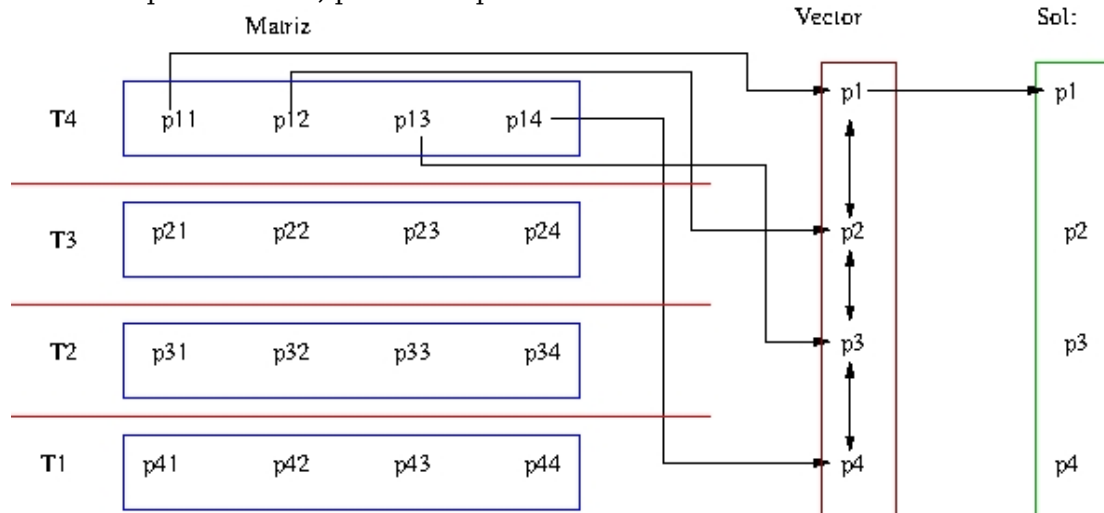 Matriz Vector Sol:
T4 p11 p12 p13 p14 p1 p1
T3 p21 p22 p23 p24 p2 p2
T2 p31 p32 p33 p34 p3 p3
T1 p41 p42 p43 p44 p4 p4